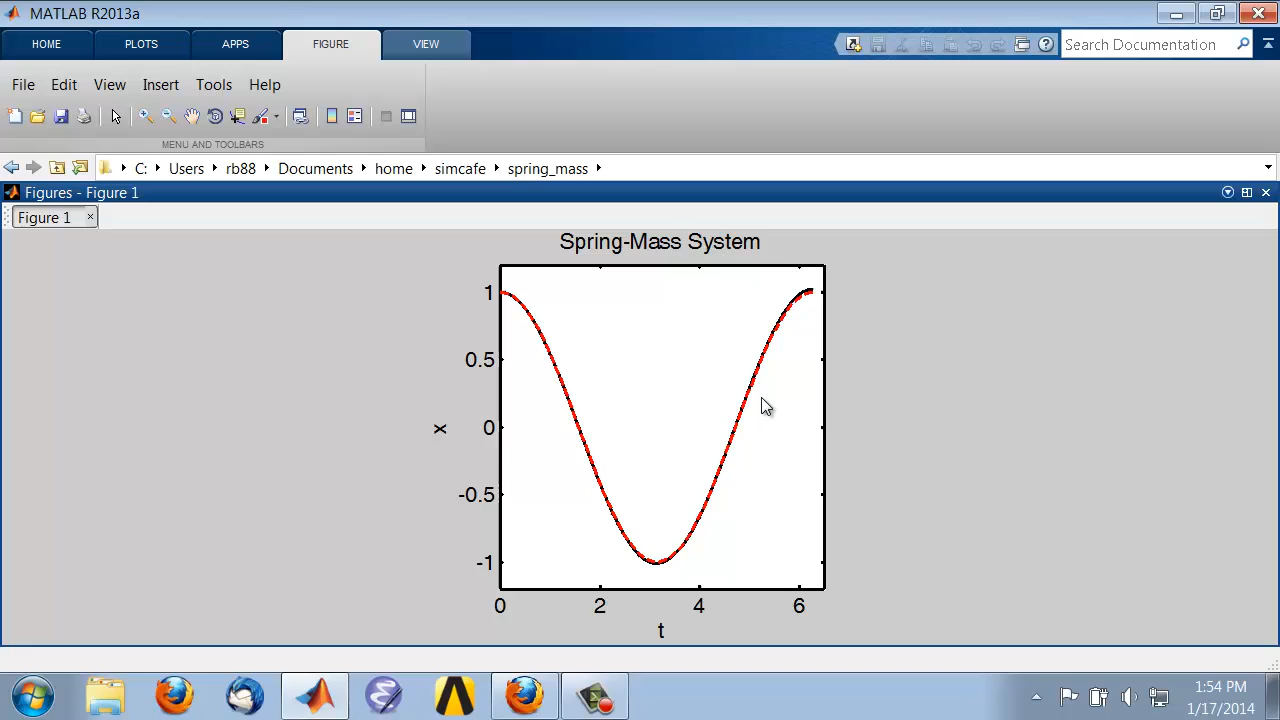 MATLAB R2013a
HOME PLOTS APPS FIGURE VIEW
Search Documentation
File Edit View Insert Tools Help
MENU AND TOOLBARS
C: Users rb88 Documents home simcafe spring_mass
Figures - Figure 1
Figure 1
Spring-Mass System
1
0.5
0
-0.5
-1
x
0 2 4 6
t
1:54 PM
1/17/2014